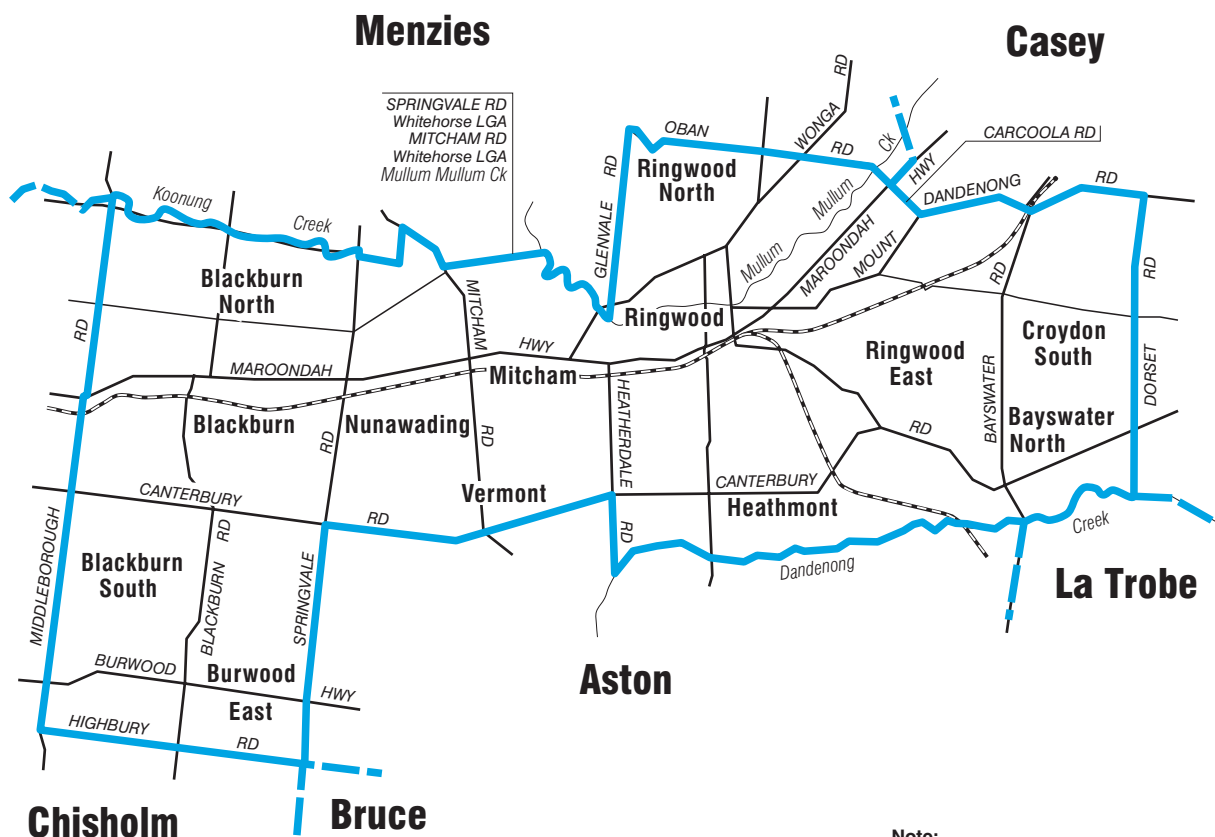 Menzies
Casey
SPRINGVALE RD
Whitehorse LGA
MITCHAM RD
Whitehorse LGA
Mullum Mullum Ck
OBAN
RD
WONGA
RD
Ck
HWY
CARCOOLA RD
Koonung
Creek
GLENVALE
RD
Ringwood
North
Mullum
Mullum
MAROONDAH
MOUNT
DANDENONG
RD
Blackburn
North
MITCHAM
RD
Ringwood
RD
RD
RD
MAROONDAH
HWY
Mitcham
Ringwood
East
Croydon
South
DORSET
BAYSWATER
Blackburn
Nunawading
RD
HEATHERDALE
RD
Bayswater
North
CANTERBURY
RD
Vermont
CANTERBURY
Heathmont
Creek
Dandenong
RD
MIDDLEBOROUGH
Blackburn
South
BLACKBURN
SPRINGVALE
La Trobe
BURWOOD
Burwood
East
HWY
Aston
HIGHBURY
RD
Chisholm
Bruce
Note: